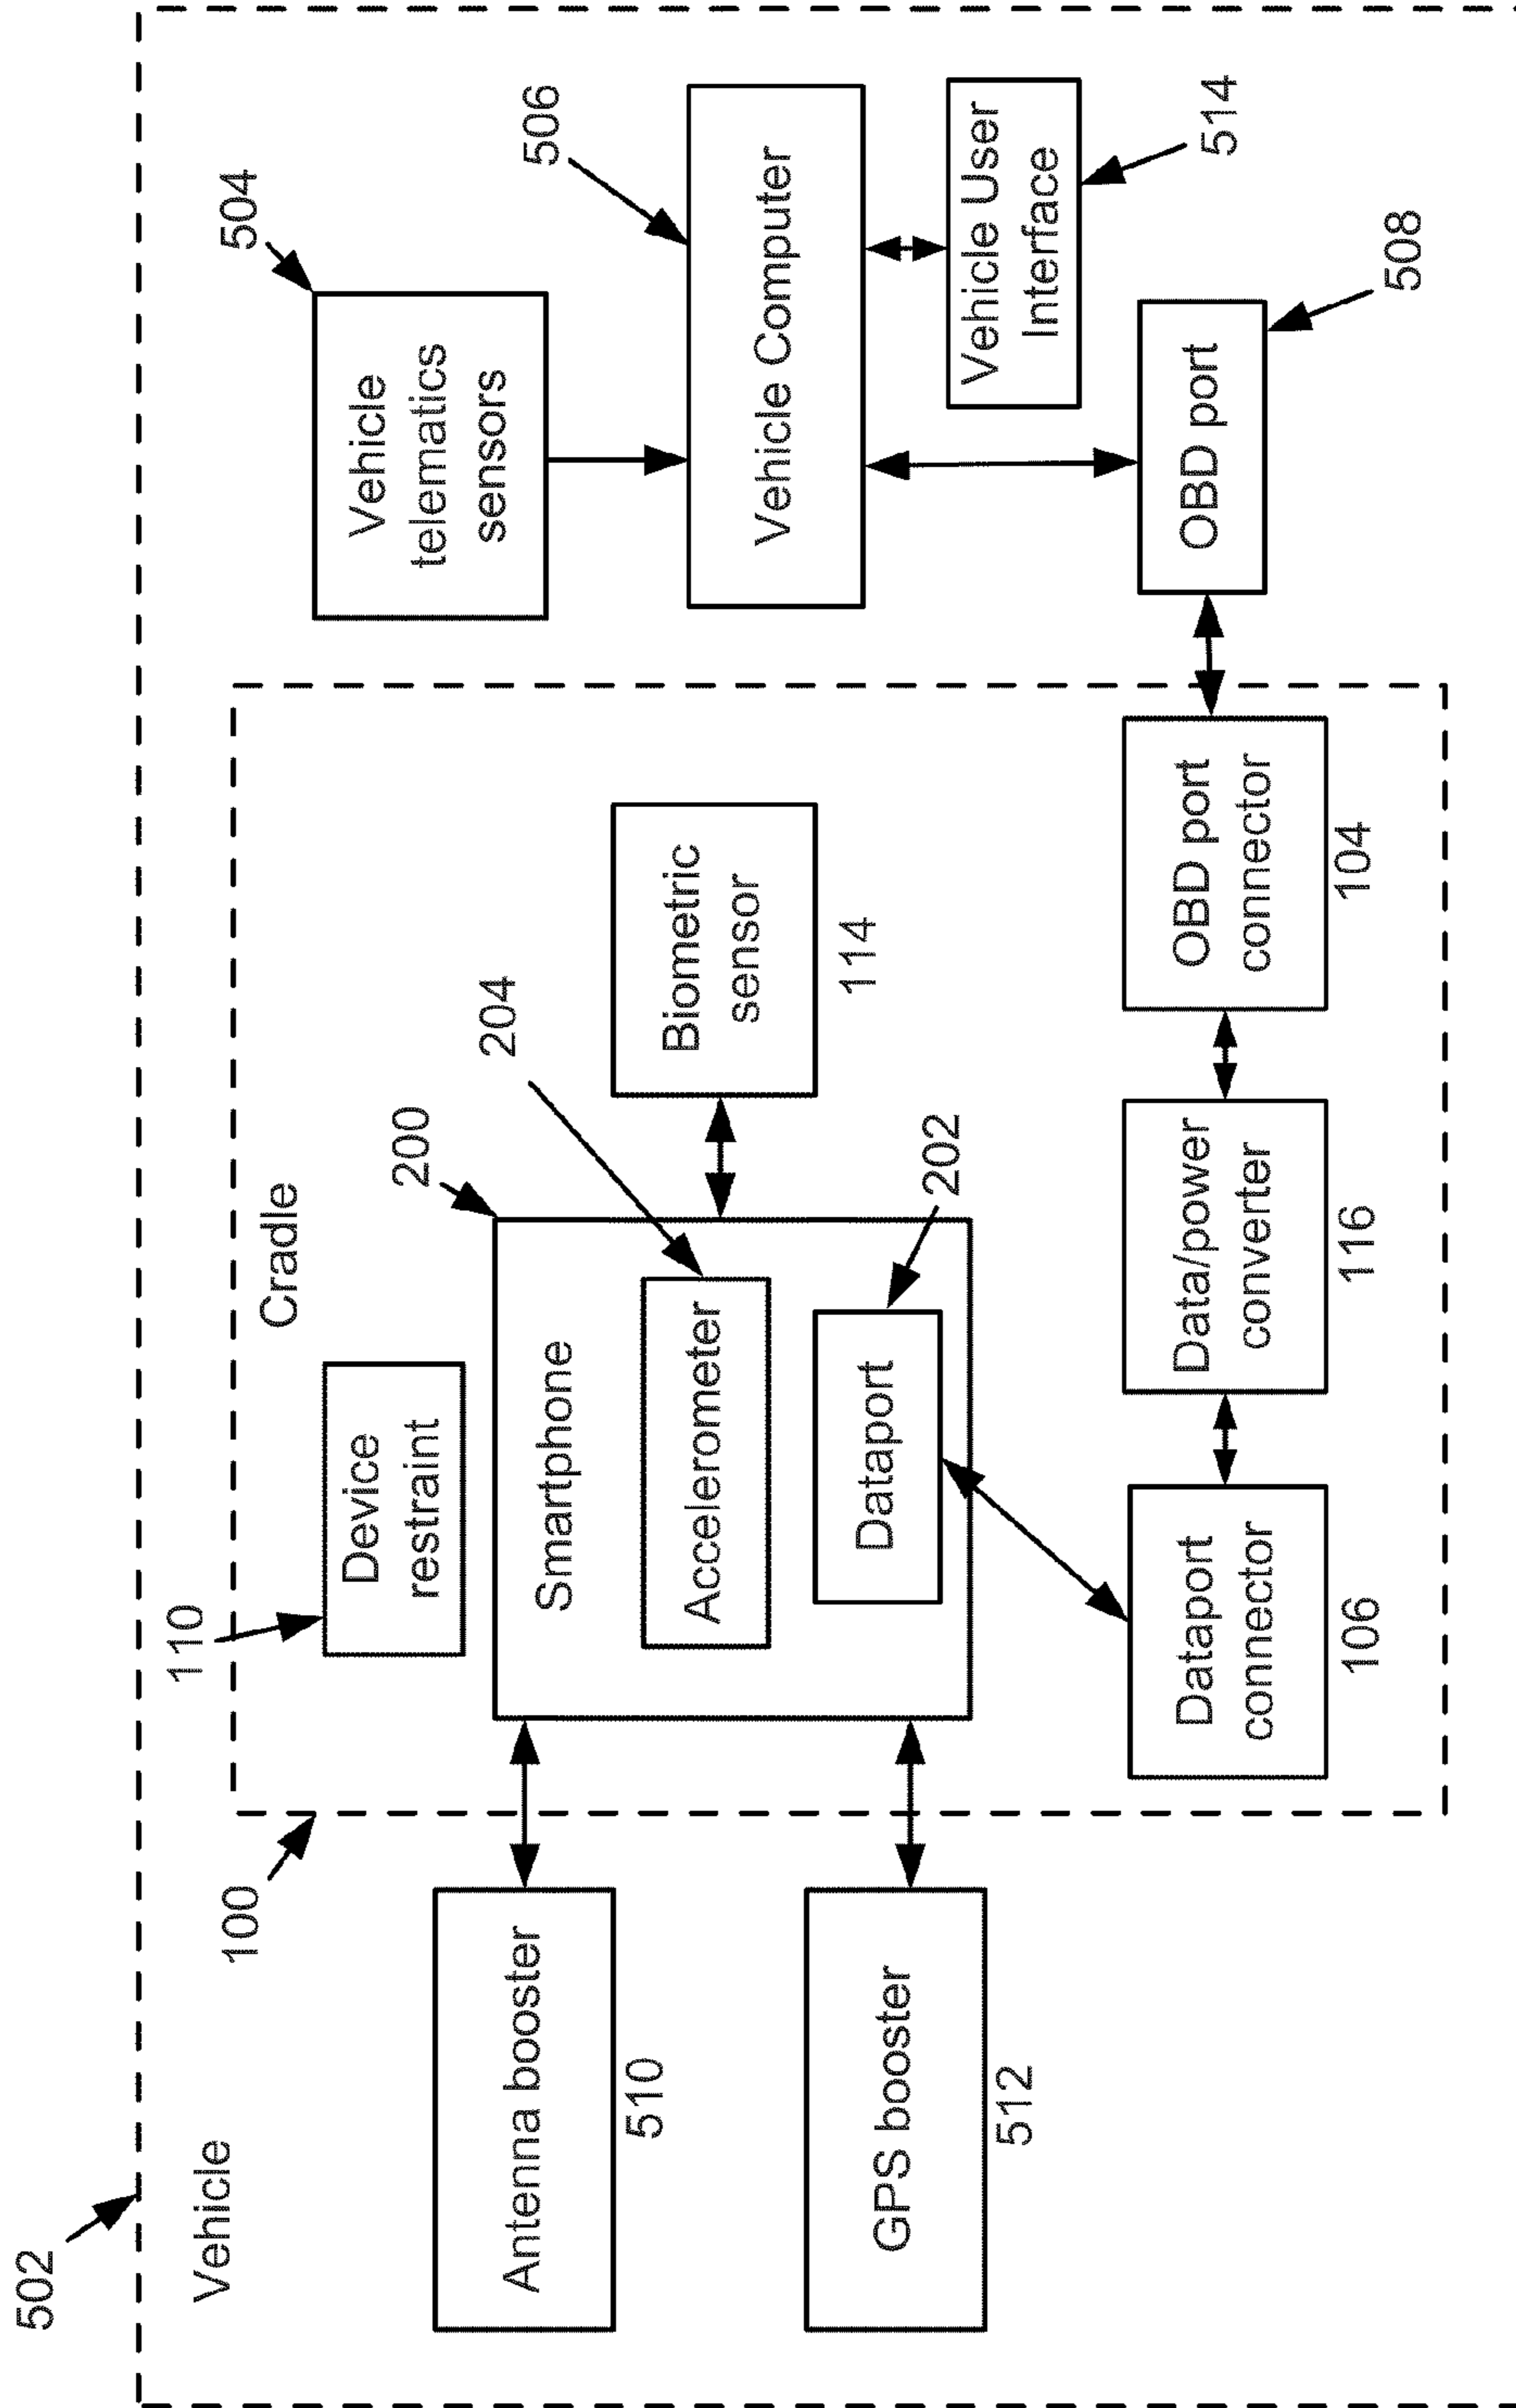 502
Vehicle
100
110
Cradle
Device
restraint
200
204
504
Vehicle
telematics
sensors
506
Antenna booster
510
Smartphone
Accelerometer
Dataport
202
Biometric
sensor
114
Vehicle Computer
Vehicle User
Interface
514
GPS booster
512
Dataport
connector
106
Data/power
converter
116
OBD port
connector
104
OBD port
508